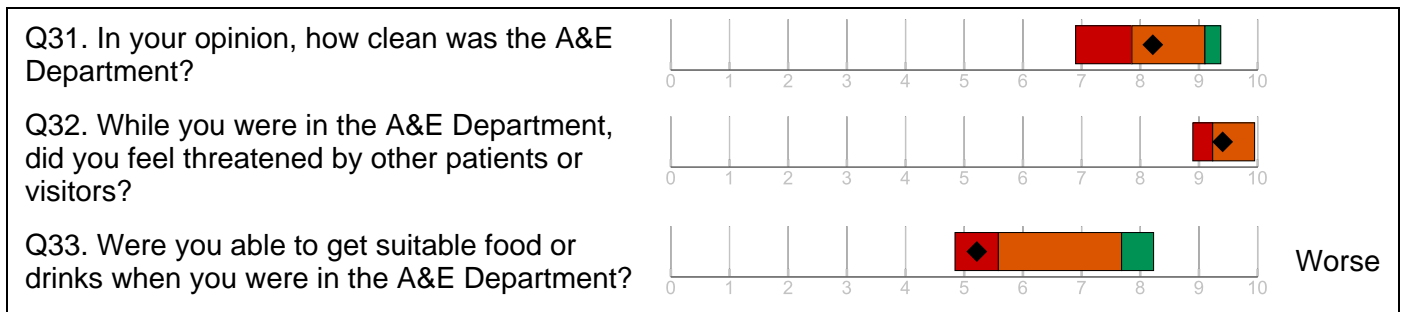 Q31. In your opinion, how clean was the A&E
Department?
0 1 2 3 4 5 6 7 8 9 10
Q32. While you were in the A&E Department,
did you feel threatened by other patients or
visitors?
0 1 2 3 4 5 6 7 8 9 10
Q33. Were you able to get suitable food or
drinks when you were in the A&E Department?
Worse
0 1 2 3 4 5 6 7 8 9 10